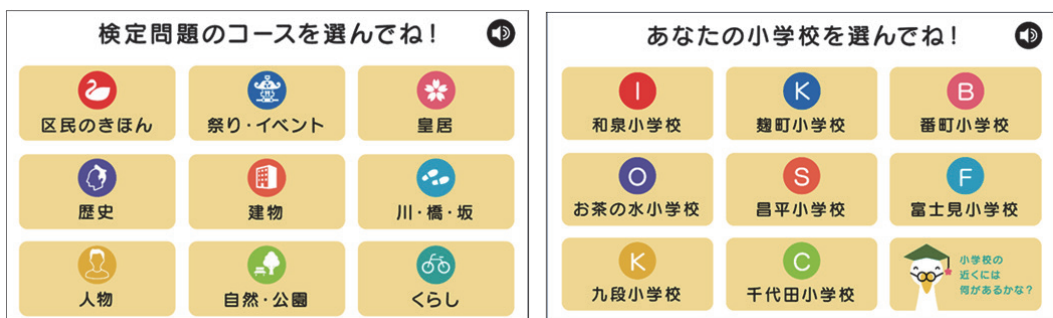 検定問題のコースを選んでね!
区民のきほん
祭り・イベント
皇居
歴史
建物
川・橋・坂
人物
自然・公園
くらし
あなたの小学校を選んでね!
I
和泉小学校
K
麹町小学校
B
番町小学校
O
お茶の水小学校
S
昌平小学校
F
富士見小学校
K
九段小学校
C
千代田小学校
小学校の
近くには
何があるかな?